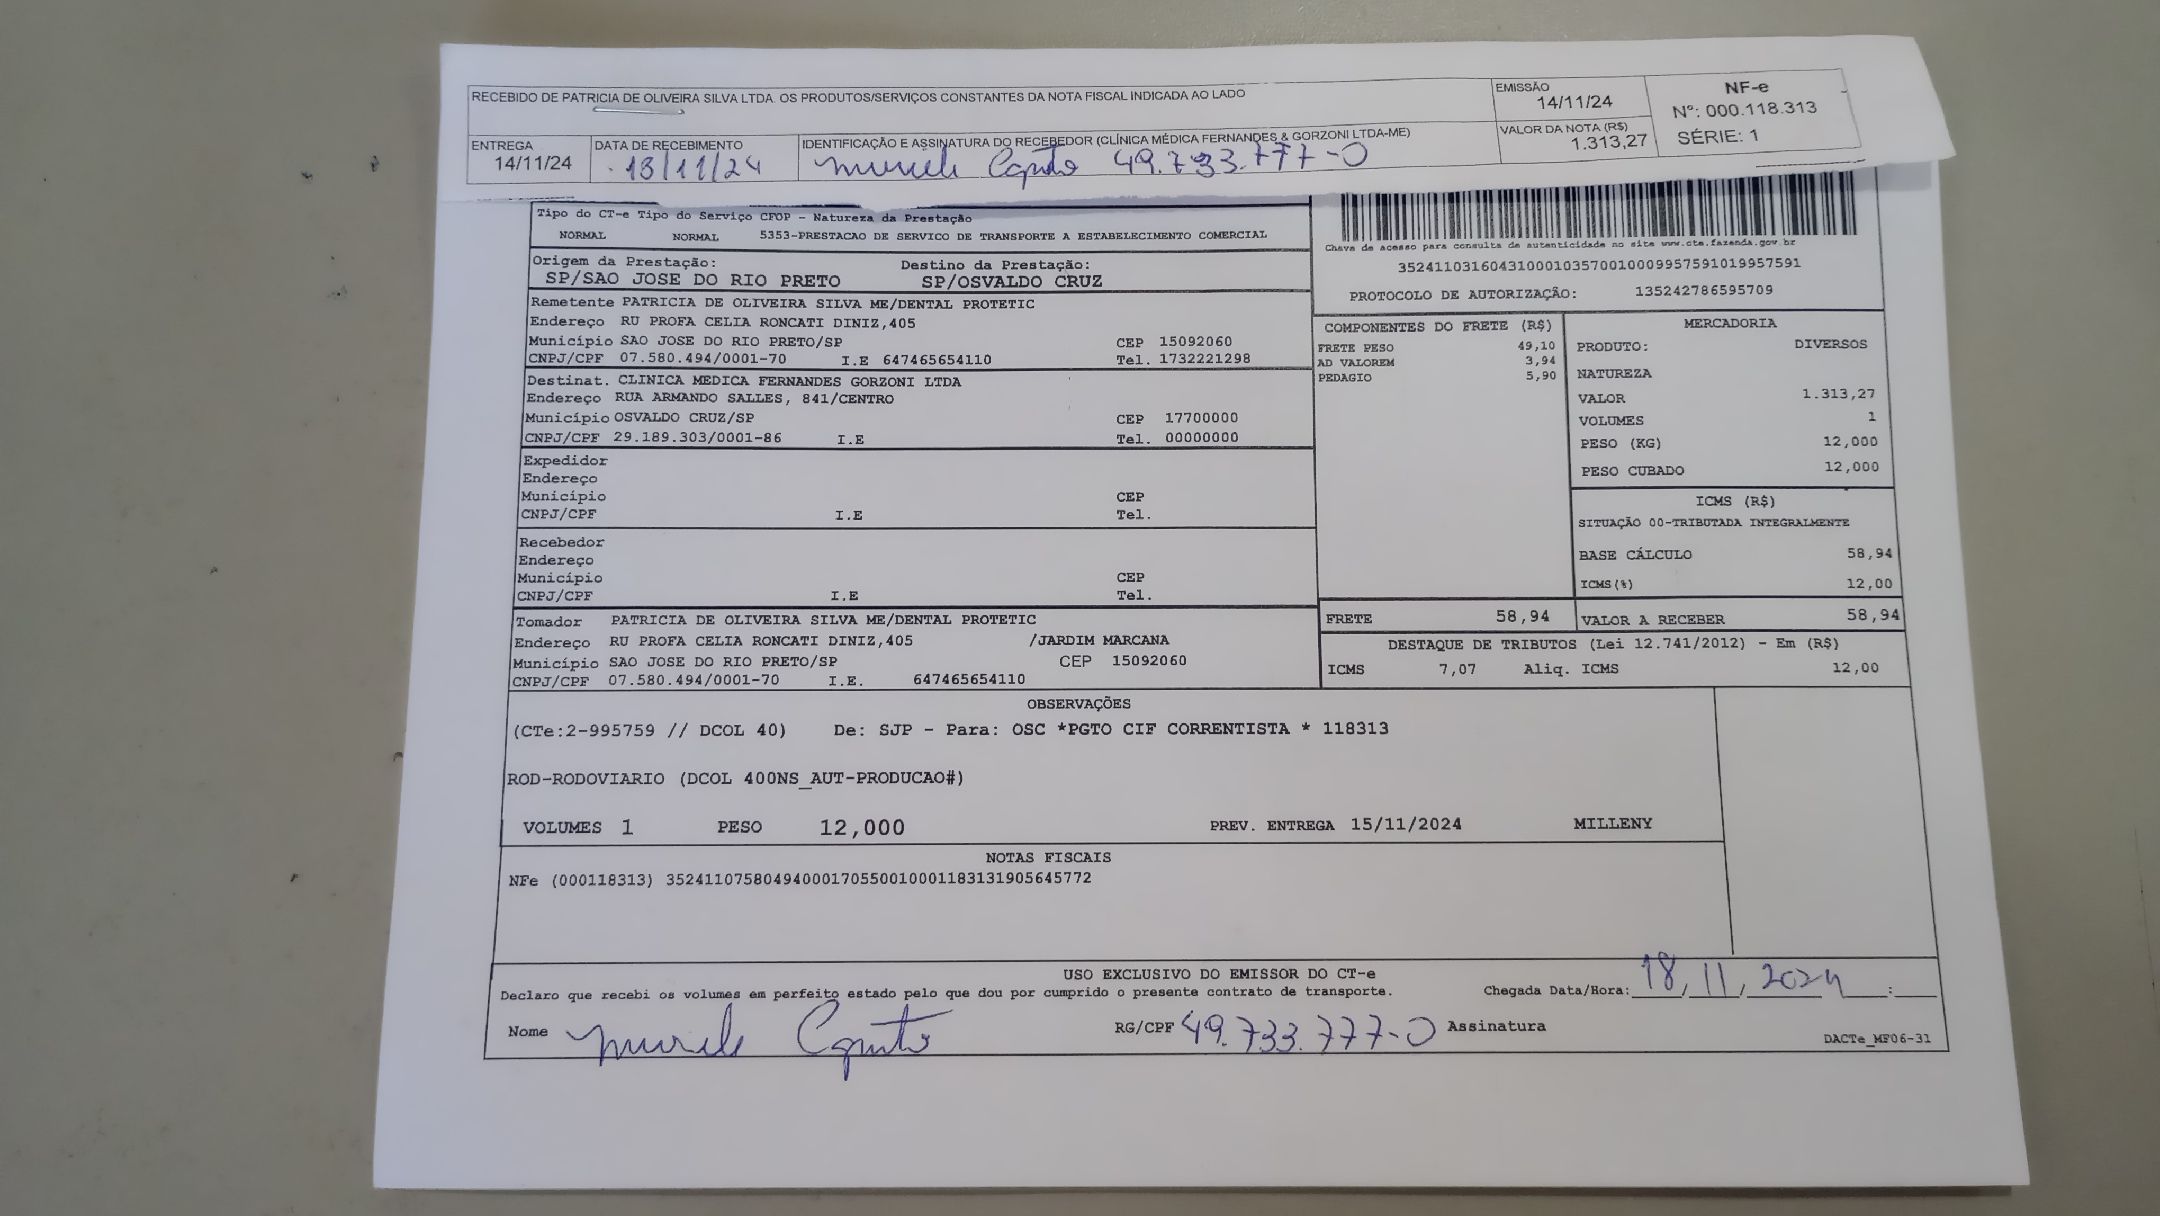 RECEBIDO DE PATRICIA DE OLIVEIRA SILVA LTDA OS PRODUTOS/SERVIÇOS CONSTANTES DA NOTA FISCAL INDICADA AO LADO
EMISSÃO
14/11/24
VALOR DA NOTA (R$)
1.313,27
NF-e
Nº: 000.118.313
SÉRIE: 1
ENTREGA
14/11/24
DATA DE RECEBIMENTO
18/11/24
IDENTIFICAÇÃO E ASSINATURA DO RECEBEDOR (CLÍNICA MÉDICA FERNANDES & GORZONI LTDA-ME)
49.733.777-0
Tipo do CT-e Tipo do Serviço CFOP - Natureza da Prestação
NORMAL NORMAL 5353-PRESTACAO DE SERVICO DE TRANSPORTE A ESTABELECIMENTO COMERCIAL
Origem da Prestação: Destino da Prestação:
SP/SAO JOSE DO RIO PRETO SP/OSVALDO CRUZ
Chave de acesso para consulta de autenticidade no site www.cte.fazenda.gov.br
35241103160431000103570010009957591019957591
PROTOCOLO DE AUTORIZAÇÃO: 135242786595709
Remetente PATRICIA DE OLIVEIRA SILVA ME/DENTAL PROTETIC
Endereço RU PROFA CELIA RONCATI DINIZ,405
Município SAO JOSE DO RIO PRETO/SP CEP 15092060
CNPJ/CPF 07.580.494/0001-70 I.E 647465654110 Tel. 1732221298
Destinat. CLINICA MEDICA FERNANDES GORZONI LTDA
Endereço RUA ARMANDO SALLES, 841/CENTRO
Município OSVALDO CRUZ/SP CEP 17700000
CNPJ/CPF 29.189.303/0001-86 I.E Tel. 00000000
Expedidor
Endereço
Município CEP
CNPJ/CPF I.E Tel.
Recebedor
Endereço
Município CEP
CNPJ/CPF I.E Tel.
Tomador PATRICIA DE OLIVEIRA SILVA ME/DENTAL PROTETIC
Endereço RU PROFA CELIA RONCATI DINIZ,405 /JARDIM MARCANA
Município SAO JOSE DO RIO PRETO/SP CEP 15092060
CNPJ/CPF 07.580.494/0001-70 I.E. 647465654110
COMPONENTES DO FRETE (R$)
FRETE PESO 49,10
AD VALOREM 3,94
PEDAGIO 5,90
MERCADORIA
PRODUTO: DIVERSOS
NATUREZA
VALOR 1.313,27
VOLUMES 1
PESO (KG) 12,000
PESO CUBADO 12,000
ICMS (R$)
SITUAÇÃO 00-TRIBUTADA INTEGRALMENTE
BASE CÁLCULO 58,94
ICMS(%) 12,00
FRETE 58,94 VALOR A RECEBER 58,94
DESTAQUE DE TRIBUTOS (Lei 12.741/2012) - Em (R$)
ICMS 7,07 Aliq. ICMS 12,00
OBSERVAÇÕES
(CTe:2-995759 // DCOL 40) De: SJP - Para: OSC *PGTO CIF CORRENTISTA * 118313
ROD-RODOVIARIO (DCOL 400NS_AUT-PRODUCAO#)
VOLUMES 1 PESO 12,000 PREV. ENTREGA 15/11/2024 MILLENY
NOTAS FISCAIS
NFe (000118313) 35241107580494000170550010001183131905645772
USO EXCLUSIVO DO EMISSOR DO CT-e
Declaro que recebi os volumes em perfeito estado pelo que dou por cumprido o presente contrato de transporte. Chegada Data/Hora: 18/11/2024 :
Nome RG/CPF 49.733.777-0 Assinatura
DACTe_MF06-31